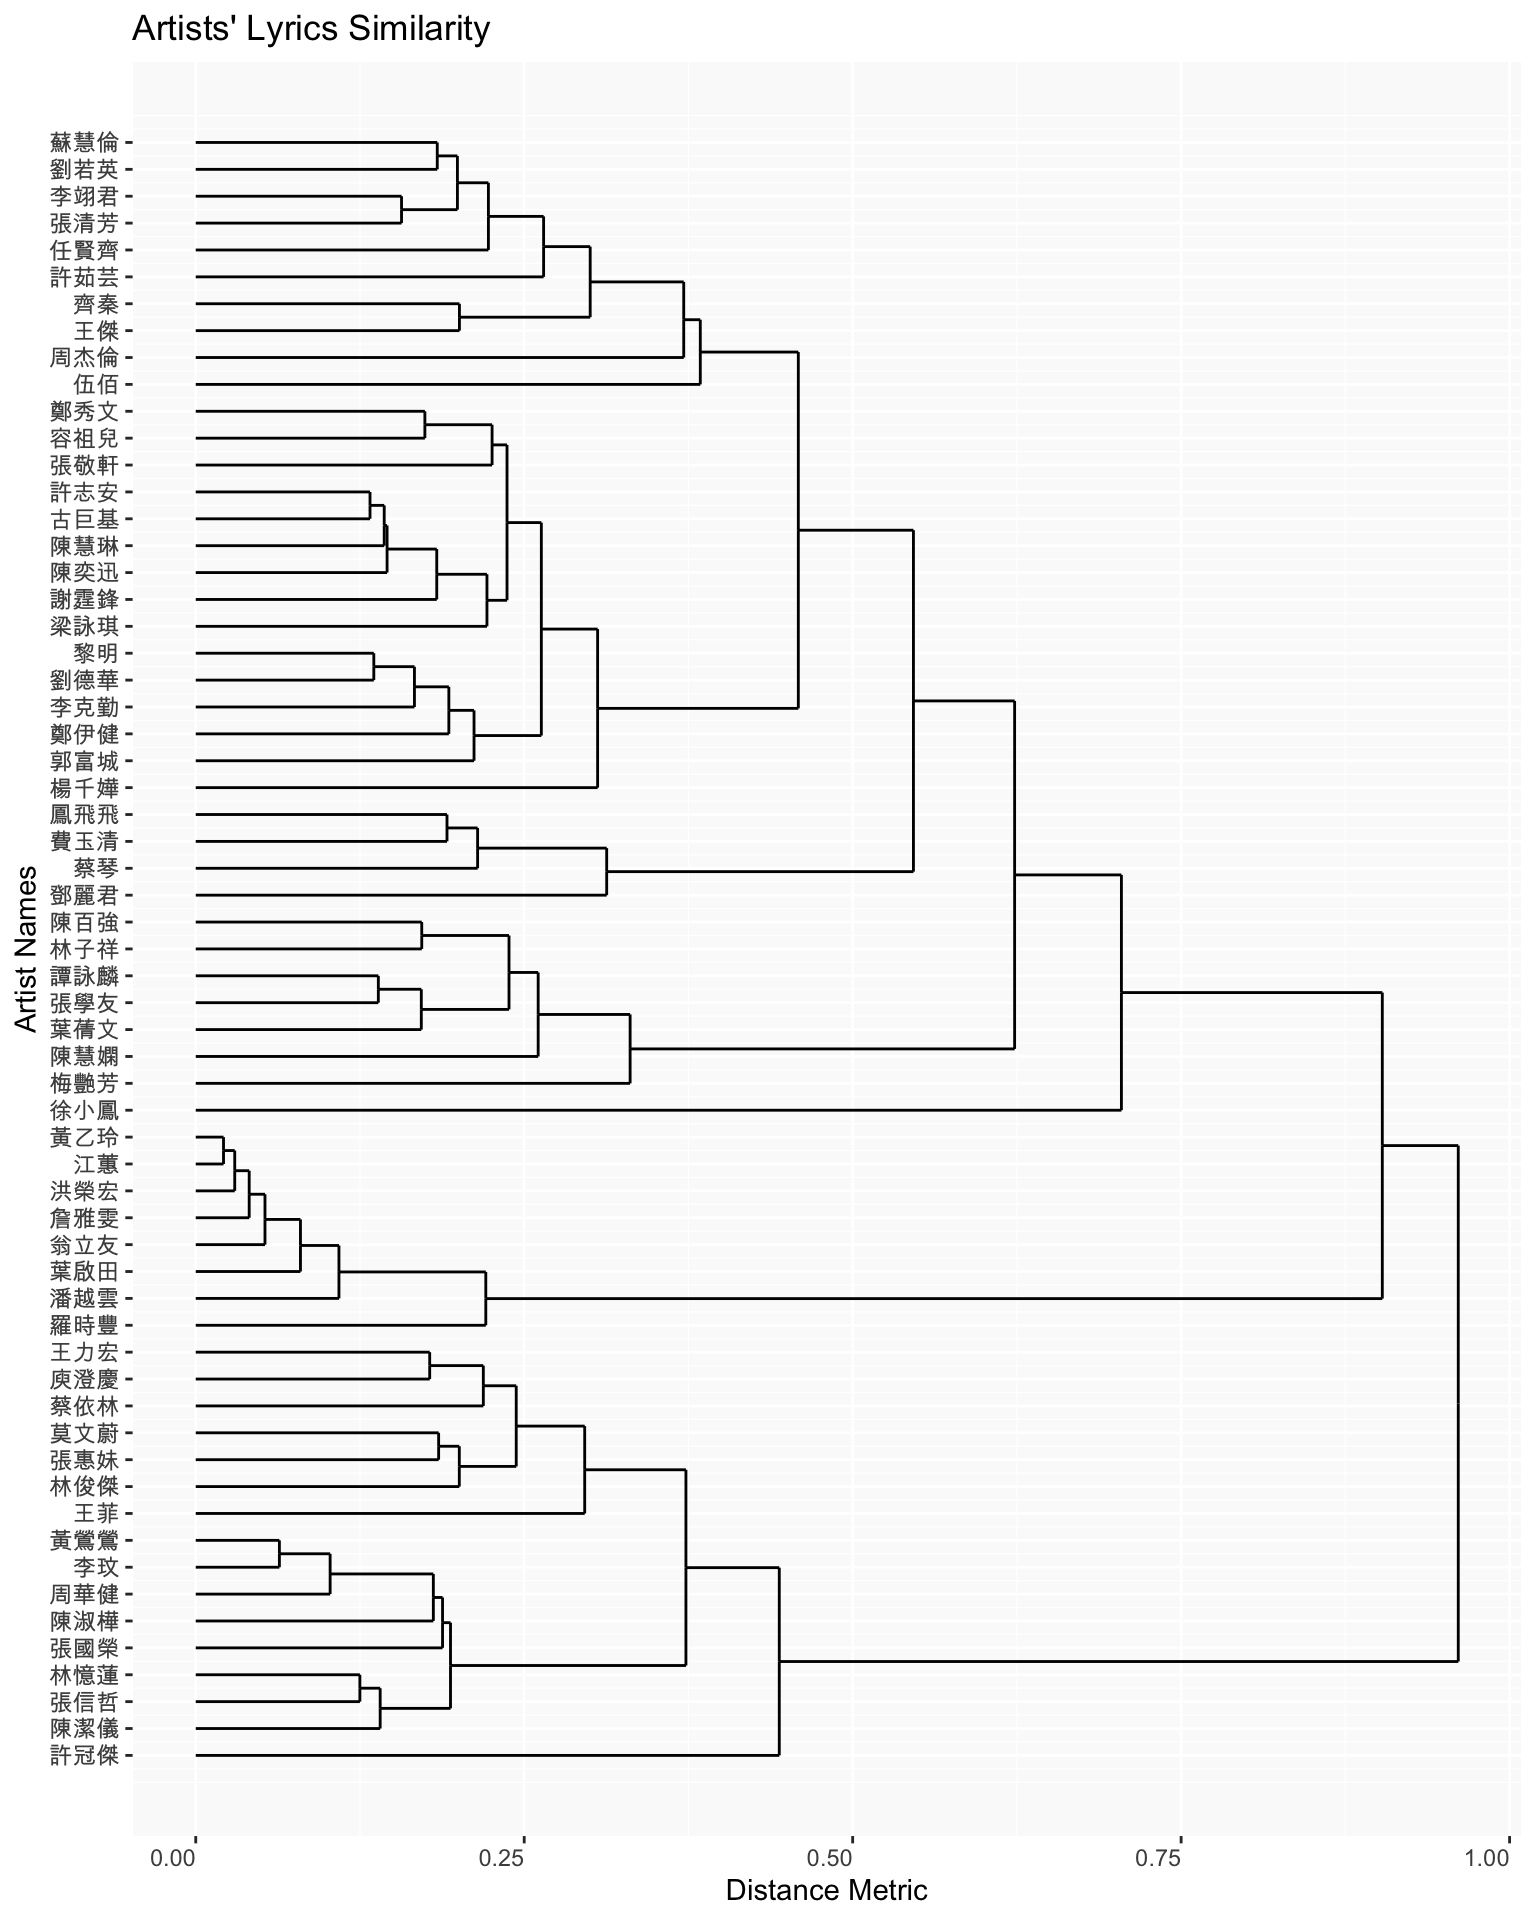 Artists' Lyrics Similarity
蘇慧倫
劉若英
李翊君
張清芳
任賢齊
許茹芸
齊秦
王傑
周杰倫
伍佰
鄭秀文
容祖兒
張敬軒
許志安
古巨基
陳慧琳
陳奕迅
謝霆鋒
梁詠琪
黎明
劉德華
李克勤
鄭伊健
郭富城
楊千嬅
鳳飛飛
費玉清
蔡琴
鄧麗君
陳百強
林子祥
譚詠麟
張學友
葉蒨文
陳慧嫻
梅艷芳
徐小鳳
黃乙玲
江蕙
洪榮宏
詹雅雯
翁立友
葉啟田
潘越雲
羅時豐
王力宏
庾澄慶
蔡依林
莫文蔚
張惠妹
林俊傑
王菲
黃鶯鶯
李玟
周華健
陳淑樺
張國榮
林憶蓮
張信哲
陳潔儀
許冠傑
Artist Names
0.00
0.25
0.50
0.75
1.00
Distance Metric